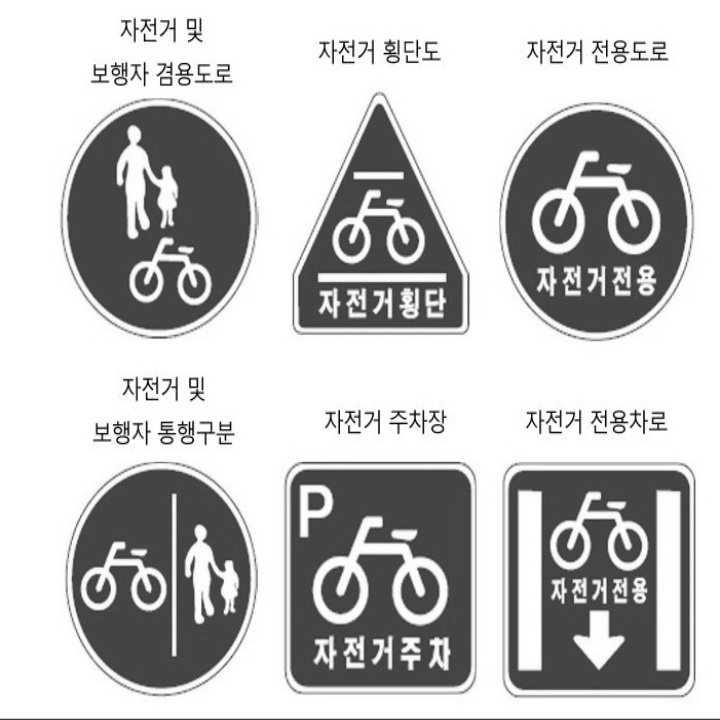 자전거 및
보행자 겸용도로
자전거 횡단도
자전거 전용도로
자전거횡단
자전거전용
자전거 및
보행자 통행구분
자전거 주차장
자전거 전용차로
P
자전거주차
자전거전용